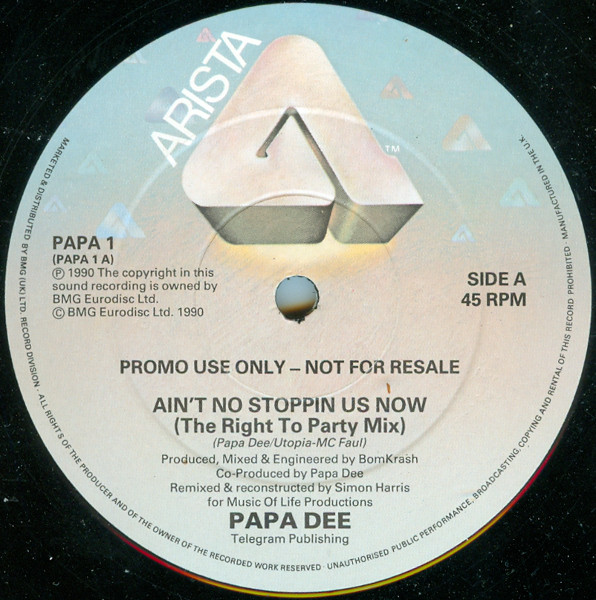 ARISTA
TM
PAPA 1
(PAPA 1 A)
℗ 1990 The copyright in this
sound recording is owned by
BMG Eurodisc Ltd.
© BMG Eurodisc Ltd. 1990
SIDE A
45 RPM
PROMO USE ONLY – NOT FOR RESALE
AIN'T NO STOPPIN US NOW
(The Right To Party Mix)
(Papa Dee/Utopia-MC Faul)
Produced, Mixed & Engineered by BomKrash
Co-Produced by Papa Dee
Remixed & reconstructed by Simon Harris
for Music Of Life Productions
PAPA DEE
Telegram Publishing
MARKETED & DISTRIBUTED BY BMG (UK) LTD. RECORD DIVISION · ALL RIGHTS OF THE PRODUCER AND OF THE OWNER OF THE RECORDED WORK RESERVED · UNAUTHORISED PUBLIC PERFORMANCE, BROADCASTING, COPYING AND RENTAL OF THIS RECORD PROHIBITED · MANUFACTURED IN THE U.K.